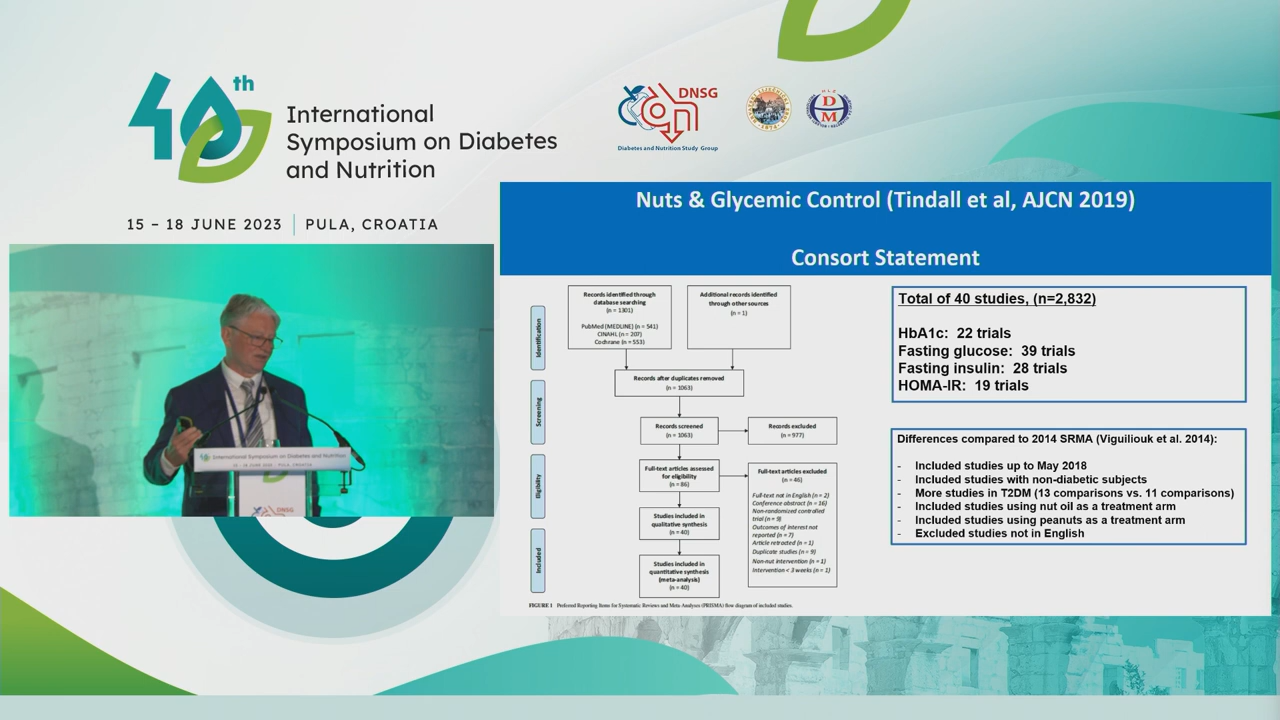 40th
International
Symposium on Diabetes
and Nutrition
15 – 18 JUNE 2023 | PULA, CROATIA
DNSG
Diabetes and Nutrition Study Group
D
M
Nuts & Glycemic Control (Tindall et al, AJCN 2019)
Consort Statement
Identification
Screening
Eligibility
Included
Records identified through
database searching
(n = 1301)
PubMed (MEDLINE) (n = 541)
CINAHL (n = 207)
Cochrane (n = 553)
Additional records identified
through other sources
(n = 1)
Records after duplicates removed
(n = 1063)
Records screened
(n = 1063)
Records excluded
(n = 977)
Full-text articles assessed
for eligibility
(n = 86)
Full-text articles excluded
(n = 46)
Full-text not in English (n = 2)
Conference abstract (n = 16)
Non-randomized controlled
trial (n = 9)
Outcomes of interest not
reported (n = 7)
Article retracted (n = 1)
Duplicate studies (n = 9)
Non-nut intervention (n = 1)
Intervention < 3 weeks (n = 1)
Studies included in
qualitative synthesis
(n = 40)
Studies included in
quantitative synthesis
(meta-analysis)
(n = 40)
FIGURE 1 Preferred Reporting Items for Systematic Reviews and Meta-Analyses (PRISMA) flow diagram of included studies.
Total of 40 studies, (n=2,832)
HbA1c: 22 trials
Fasting glucose: 39 trials
Fasting insulin: 28 trials
HOMA-IR: 19 trials
Differences compared to 2014 SRMA (Viguiliouk et al. 2014):
- Included studies up to May 2018
- Included studies with non-diabetic subjects
- More studies in T2DM (13 comparisons vs. 11 comparisons)
- Included studies using nut oil as a treatment arm
- Included studies using peanuts as a treatment arm
- Excluded studies not in English
International Symposium on Diabetes and Nutrition